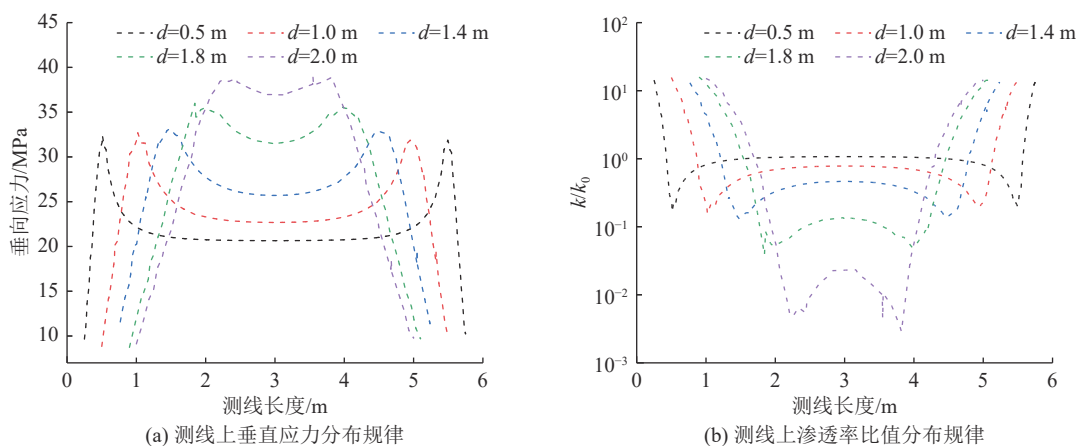 45
40
35
30
25
20
15
10
垂向应力/MPa
d=0.5 m d=1.0 m d=1.4 m
d=1.8 m d=2.0 m
0 1 2 3 4 5 6
测线长度/m
(a) 测线上垂直应力分布规律
10²
10¹
10⁰
10⁻¹
10⁻²
10⁻³
k/k₀
d=0.5 m d=1.0 m d=1.4 m
d=1.8 m d=2.0 m
0 1 2 3 4 5 6
测线长度/m
(b) 测线上渗透率比值分布规律